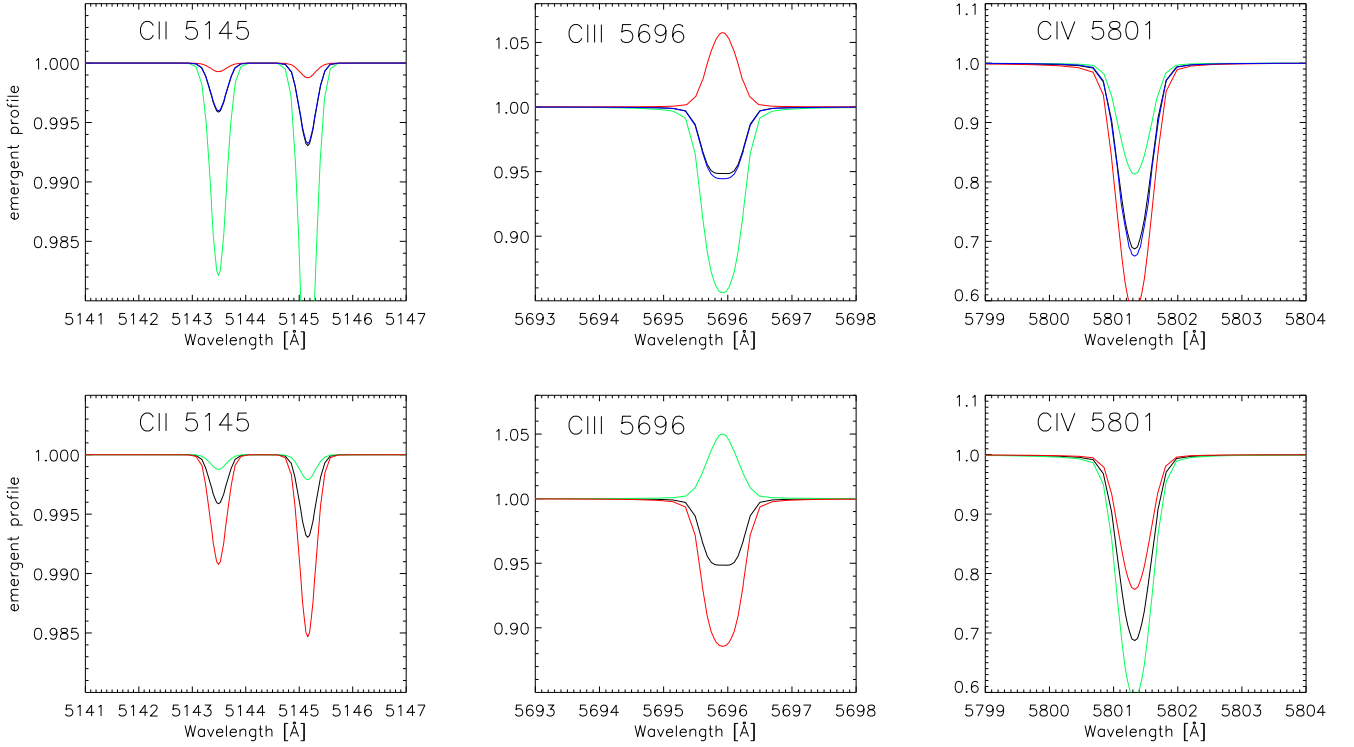 CII 5145
1.000
0.995
0.990
0.985
emergent profile
5141 5142 5143 5144 5145 5146 5147
Wavelength [Å]
CIII 5696
1.05
1.00
0.95
0.90
5693 5694 5695 5696 5697 5698
Wavelength [Å]
CIV 5801
1.1
1.0
0.9
0.8
0.7
0.6
5799 5800 5801 5802 5803 5804
Wavelength [Å]
CII 5145
1.000
0.995
0.990
0.985
emergent profile
5141 5142 5143 5144 5145 5146 5147
Wavelength [Å]
CIII 5696
1.05
1.00
0.95
0.90
5693 5694 5695 5696 5697 5698
Wavelength [Å]
CIV 5801
1.1
1.0
0.9
0.8
0.7
0.6
5799 5800 5801 5802 5803 5804
Wavelength [Å]